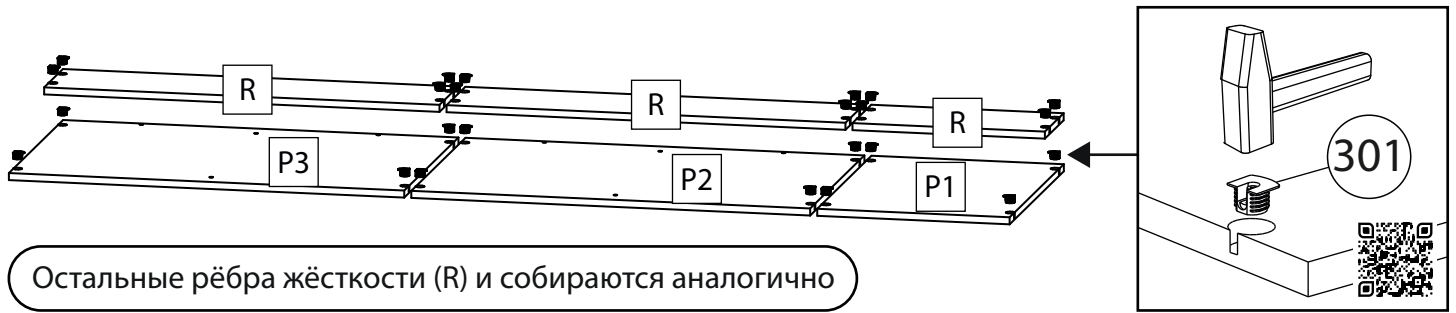 R
R
R
P3
P2
P1
301
Остальные рёбра жёсткости (R) и собираются аналогично